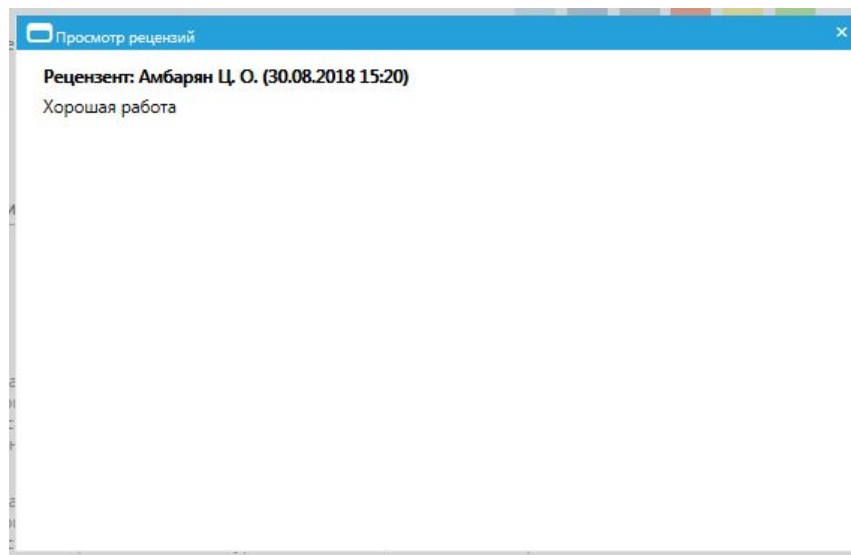 Просмотр рецензий
Рецензент: Амбарян Ц. О. (30.08.2018 15:20)
Хорошая работа